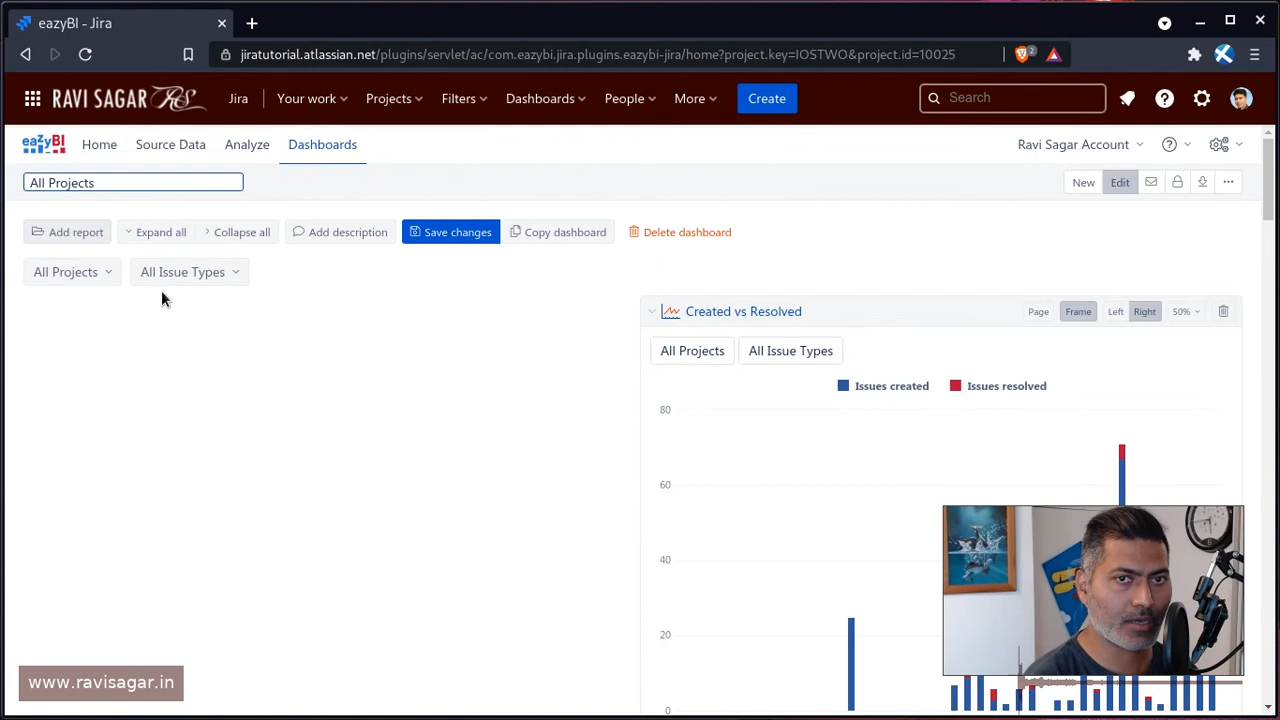 eazyBI - Jira
jiratutorial.atlassian.net/plugins/servlet/ac/com.eazybi.jira.plugins.eazybi-jira/home?project.key=IOSTWO&project.id=10025
2
RAVI SAGAR RS
Jira
Your work
Projects
Filters
Dashboards
People
More
Create
Search
eazyBI
Home
Source Data
Analyze
Dashboards
Ravi Sagar Account
All Projects
New
Edit
Add report
Expand all
Collapse all
Add description
Save changes
Copy dashboard
Delete dashboard
All Projects
All Issue Types
Created vs Resolved
Page
Frame
Left
Right
50%
All Projects
All Issue Types
Issues created
Issues resolved
80
60
40
20
0
www.ravisagar.in